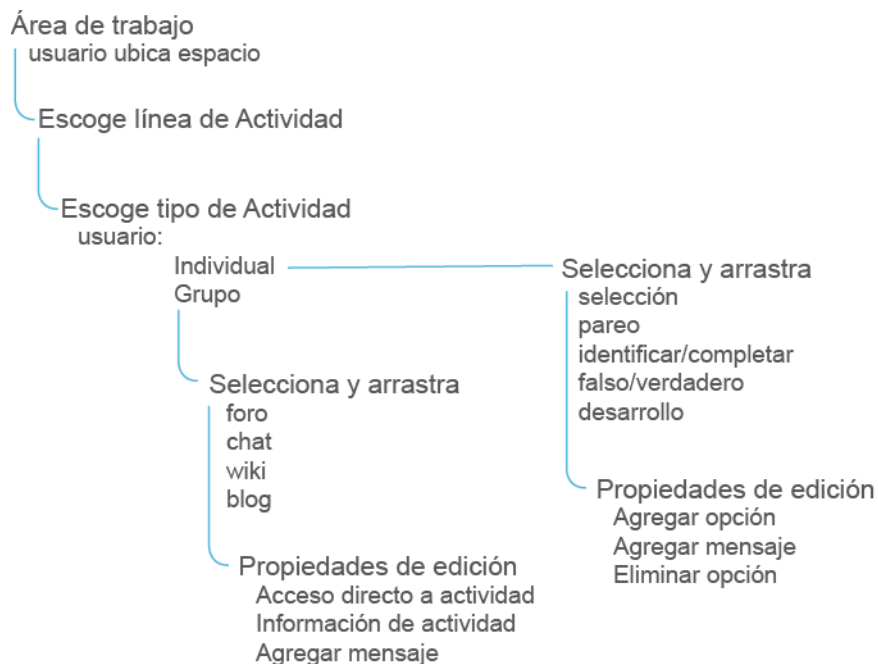 Área de trabajo
usuario ubica espacio
Escoge línea de Actividad
Escoge tipo de Actividad
usuario:
Individual
Grupo
Selecciona y arrastra
foro
chat
wiki
blog
Propiedades de edición
Acceso directo a actividad
Información de actividad
Agregar mensaje
Selecciona y arrastra
selección
pareo
identificar/completar
falso/verdadero
desarrollo
Propiedades de edición
Agregar opción
Agregar mensaje
Eliminar opción